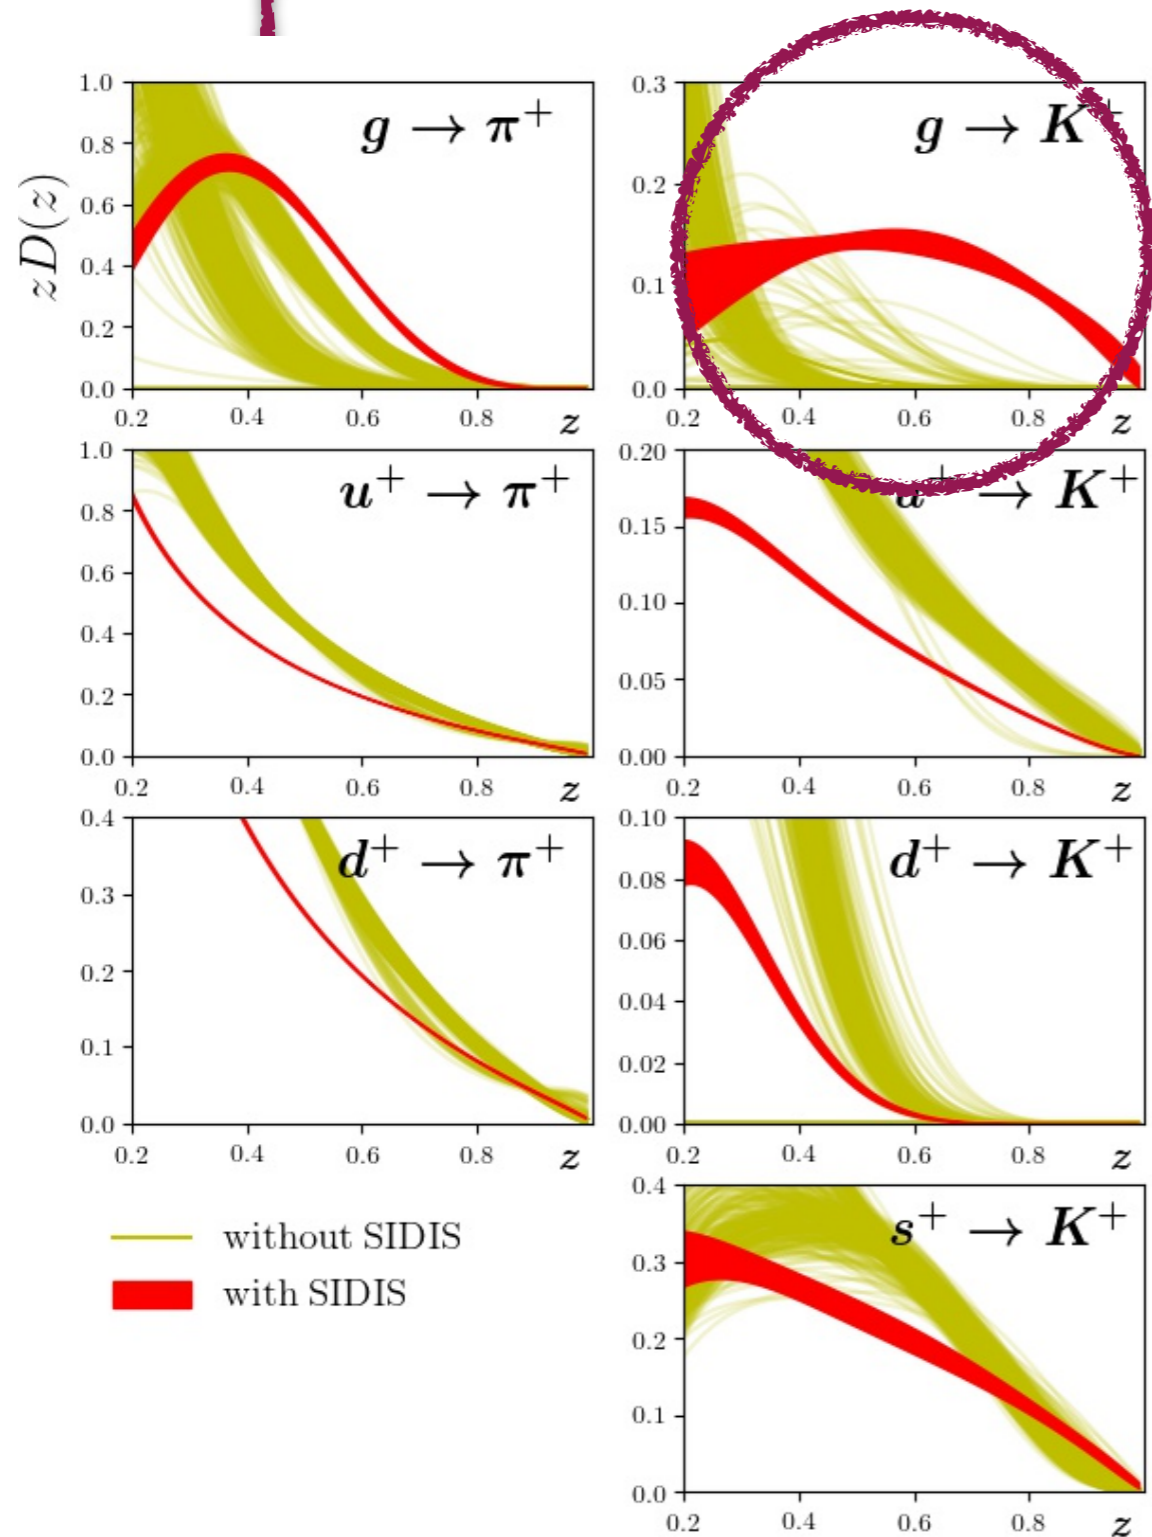 zD(z)
1.0
0.8
0.6
0.4
0.2
0.0
g → π⁺
0.2 0.4 0.6 0.8 z
0.3
0.2
0.1
0.0
g → K⁺
0.2 0.4 0.6 0.8 z
1.0
0.8
0.6
0.4
0.2
0.0
u⁺ → π⁺
0.2 0.4 0.6 0.8 z
0.20
0.15
0.10
0.05
0.00
→ K⁺
0.2 0.4 0.6 0.8 z
0.4
0.3
0.2
0.1
0.0
d⁺ → π⁺
0.2 0.4 0.6 0.8 z
0.10
0.08
0.06
0.04
0.02
0.00
d⁺ → K⁺
0.2 0.4 0.6 0.8 z
without SIDIS
with SIDIS
0.4
0.3
0.2
0.1
0.0
s⁺ → K⁺
0.2 0.4 0.6 0.8 z